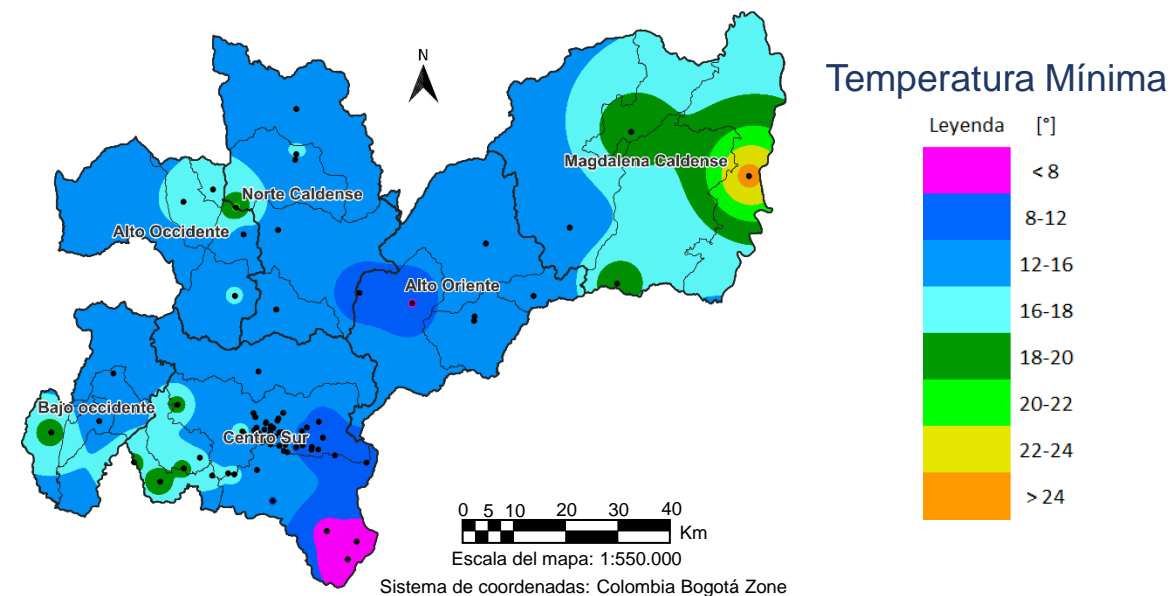 N
Temperatura Mínima
Leyenda [°]
< 8
8-12
12-16
16-18
18-20
20-22
22-24
> 24
Magdalena Caldense
Norte Caldense
Alto Occidente
Alto Oriente
Bajo occidente
Centro Sur
0 5 10 20 30 40
Km
Escala del mapa: 1:550.000
Sistema de coordenadas: Colombia Bogotá Zone